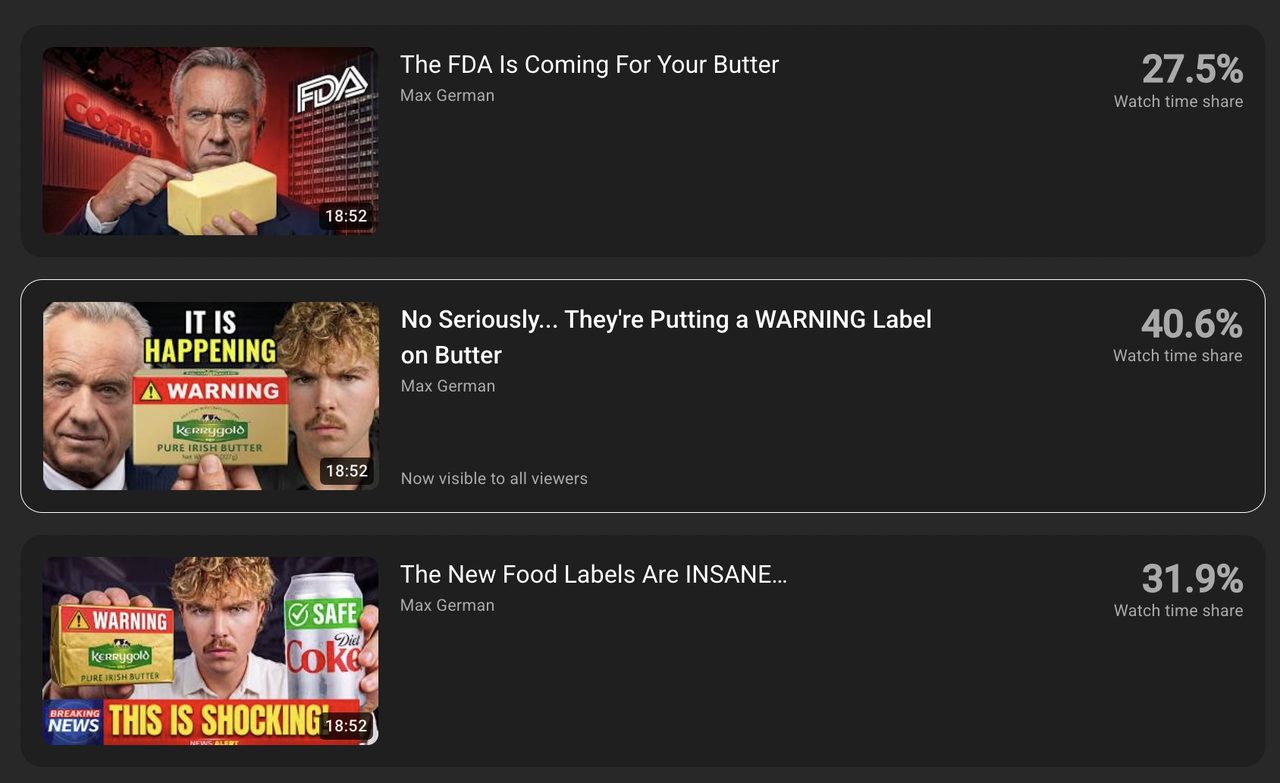 COSTCO
WHOLESALE
FDA
18:52
The FDA Is Coming For Your Butter
Max German
27.5%
Watch time share
IT IS
HAPPENING
WARNING
Kerrygold
PURE IRISH BUTTER
18:52
No Seriously... They're Putting a WARNING Label
on Butter
Max German
Now visible to all viewers
40.6%
Watch time share
WARNING
Kerrygold
PURE IRISH BUTTER
SAFE
Diet
Coke
BREAKING
NEWS
THIS IS SHOCKING!
NEWS ALERT
18:52
The New Food Labels Are INSANE...
Max German
31.9%
Watch time share